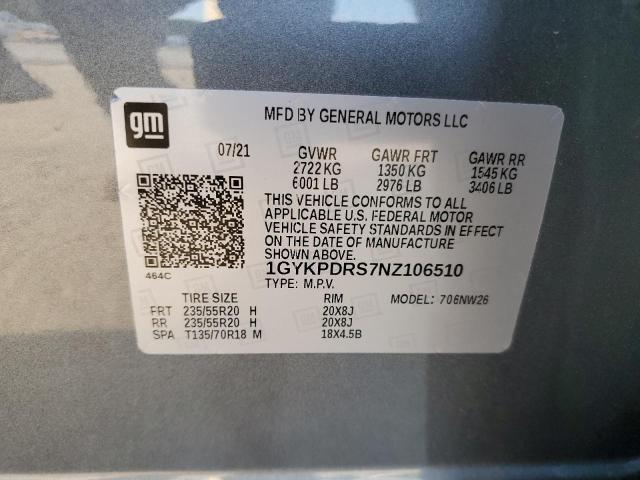 gm
MFD BY GENERAL MOTORS LLC
07/21 GVWR GAWR FRT GAWR RR
2722 KG 1350 KG 1545 KG
6001 LB 2976 LB 3406 LB
THIS VEHICLE CONFORMS TO ALL
APPLICABLE U.S. FEDERAL MOTOR
VEHICLE SAFETY STANDARDS IN EFFECT
ON THE DATE OF MANUFACTURE
SHOWN ABOVE.
464C
1GYKPDRS7NZ106510
TYPE: M.P.V.
TIRE SIZE RIM MODEL: 706NW26
FRT 235/55R20 H 20X8J
RR 235/55R20 H 20X8J
SPA T135/70R18 M 18X4.5B